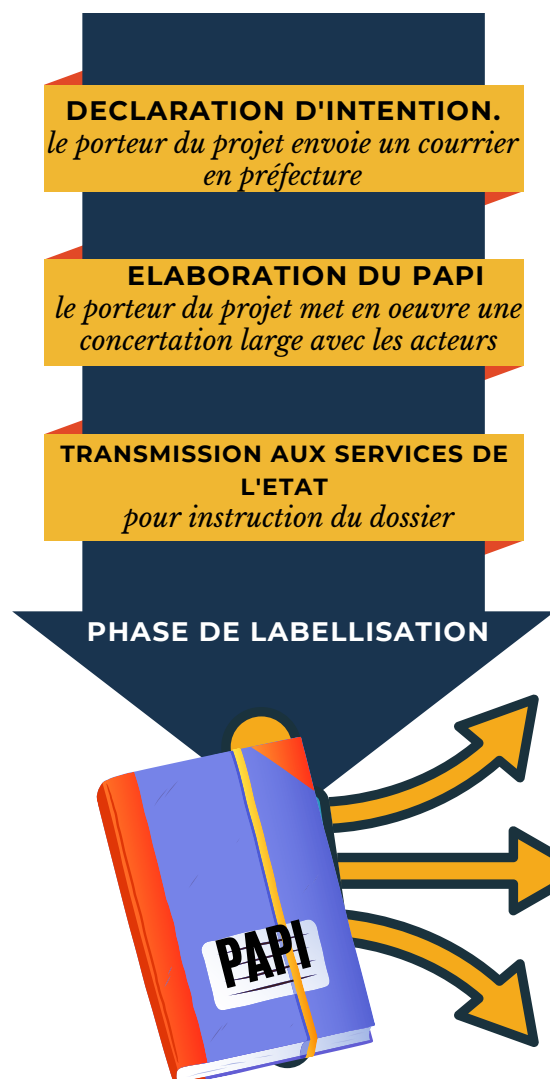 DECLARATION D'INTENTION.
le porteur du projet envoie un courrier
en préfecture
ELABORATION DU PAPI
le porteur du projet met en oeuvre une
concertation large avec les acteurs
TRANSMISSION AUX SERVICES DE
L'ETAT
pour instruction du dossier
PHASE DE LABELLISATION
PAPI